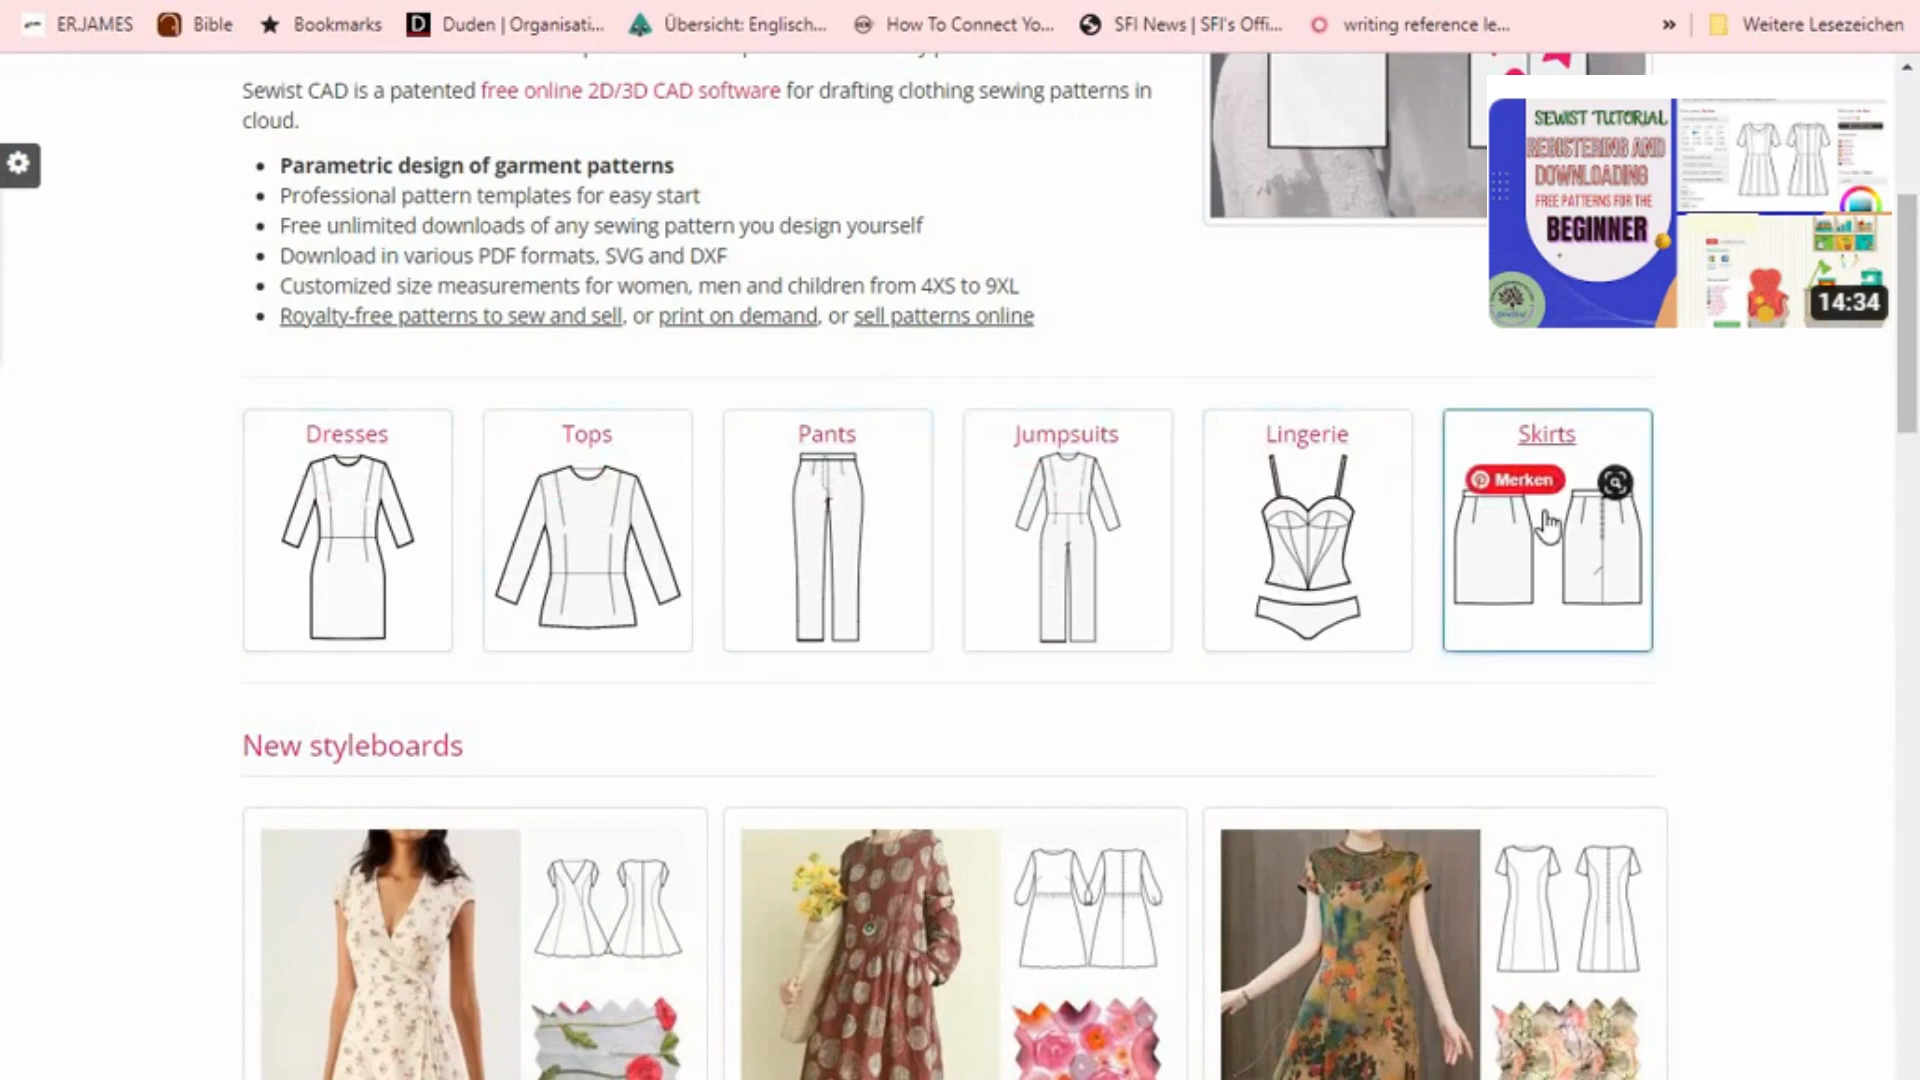 ERJAMES
Bible
Bookmarks
Duden | Organisati...
Übersicht: Englisch...
How To Connect Yo...
SFI News | SFI's Offi...
writing reference le...
»
Weitere Lesezeichen
Sewist CAD is a patented free online 2D/3D CAD software for drafting clothing sewing patterns in
cloud.
Parametric design of garment patterns
Professional pattern templates for easy start
Free unlimited downloads of any sewing pattern you design yourself
Download in various PDF formats, SVG and DXF
Customized size measurements for women, men and children from 4XS to 9XL
Royalty-free patterns to sew and sell, or print on demand, or sell patterns online
SEWIST TUTORIAL
REGISTERING AND
DOWNLOADING
FREE PATTERNS FOR THE
BEGINNER
14:34
Dresses
Tops
Pants
Jumpsuits
Lingerie
Skirts
Merken
New styleboards